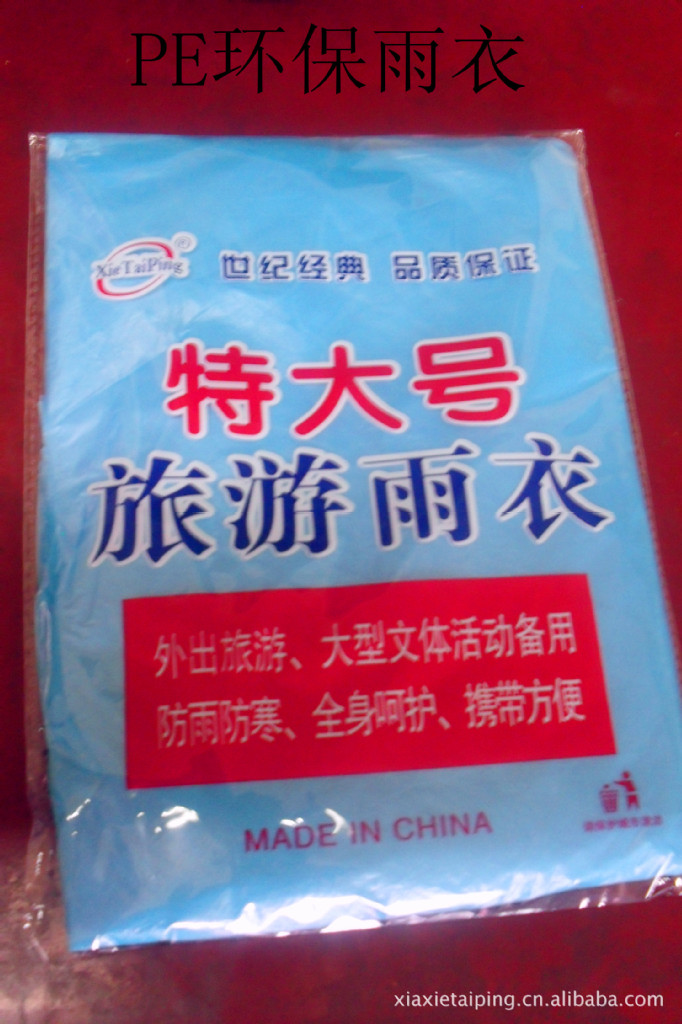 PE环保雨衣
XieTaiPing®
世纪经典 品质保证
特大号
旅游雨衣
外出旅游、大型文体活动备用
防雨防寒、全身呵护、携带方便
MADE IN CHINA
xiaxietaiping.cn.alibaba.com